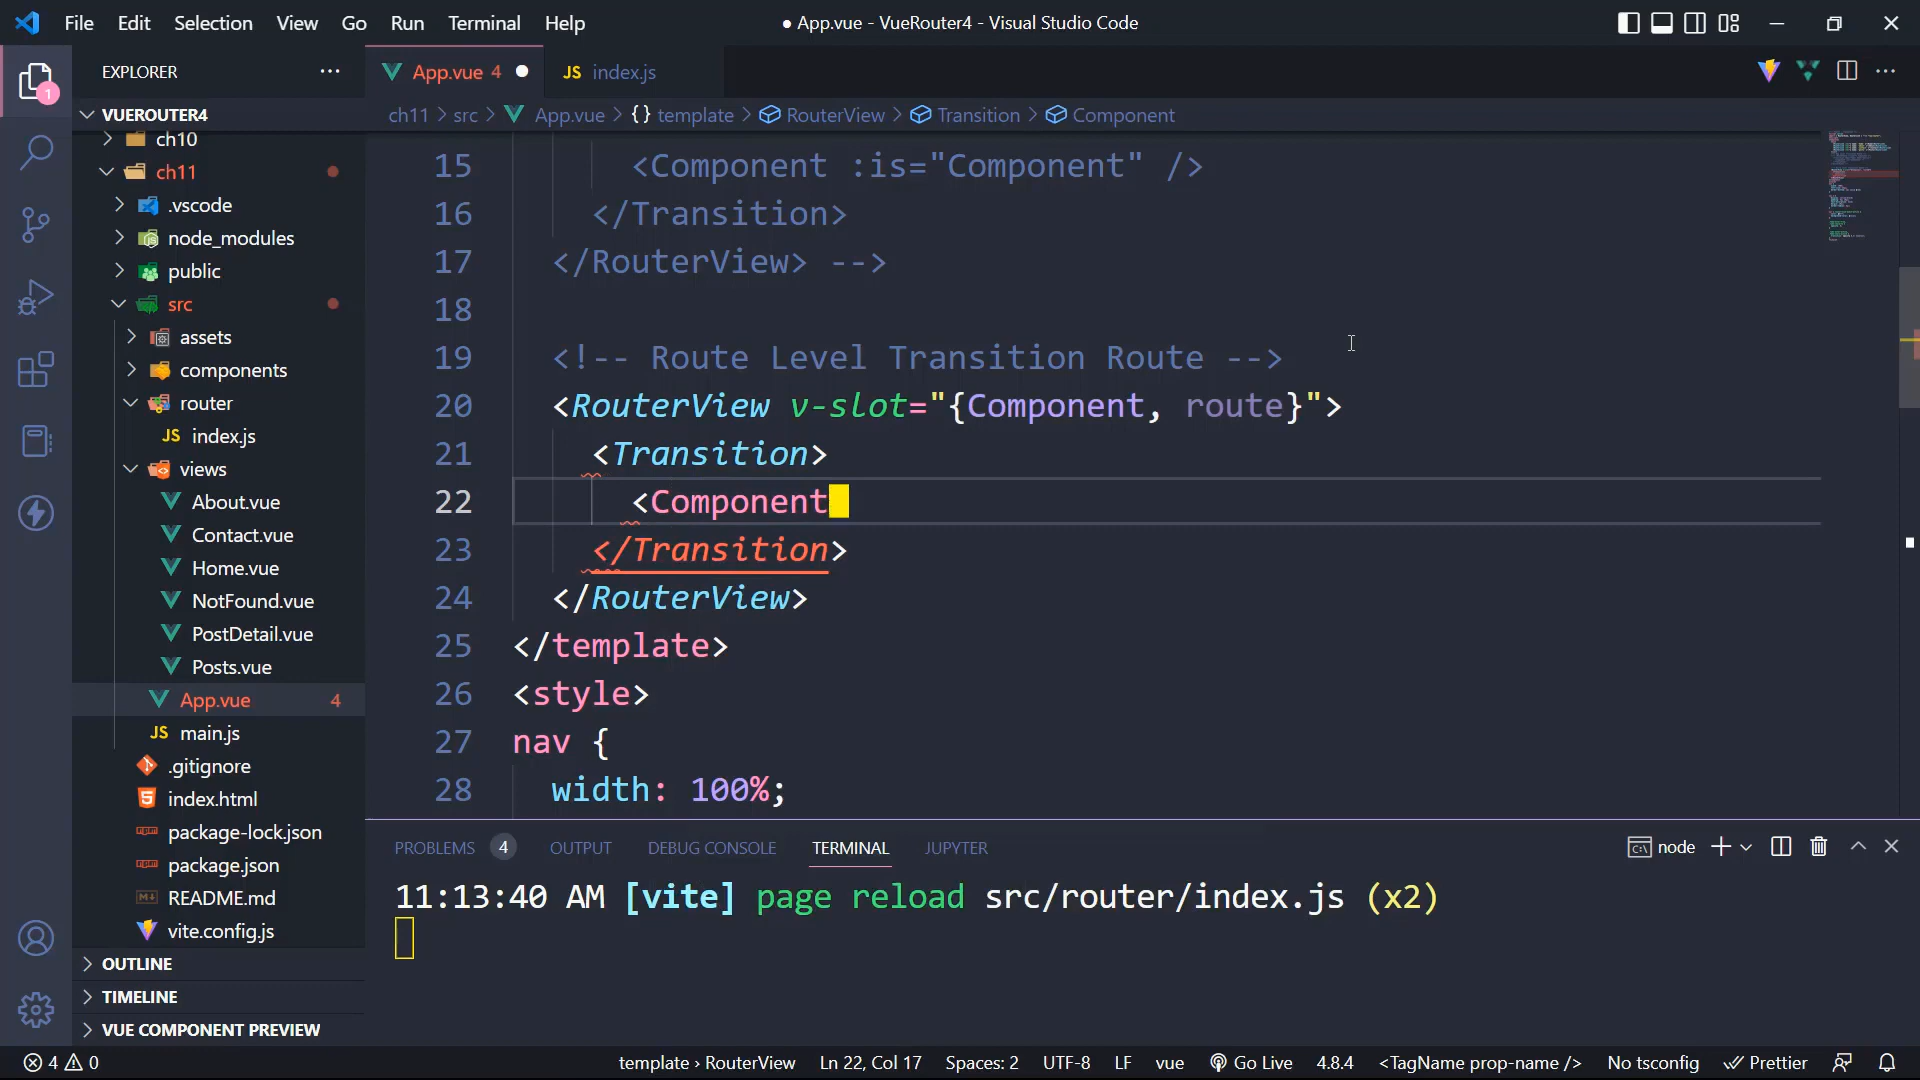 File Edit Selection View Go Run Terminal Help
● App.vue - VueRouter4 - Visual Studio Code
EXPLORER
1
VUEROUTER4
ch10
ch11
.vscode
node_modules
public
src
assets
components
router
JS index.js
views
About.vue
Contact.vue
Home.vue
NotFound.vue
PostDetail.vue
Posts.vue
App.vue 4
JS main.js
.gitignore
index.html
package-lock.json
package.json
README.md
vite.config.js
OUTLINE
TIMELINE
VUE COMPONENT PREVIEW
App.vue 4 ●
JS index.js
ch11 > src > App.vue > {} template > RouterView > Transition > Component
15 <Component :is="Component" />
16 </Transition>
17 </RouterView> -->
18
19 <!-- Route Level Transition Route -->
20 <RouterView v-slot="{Component, route}">
21 <Transition>
22 <Component
23 </Transition>
24 </RouterView>
25 </template>
26 <style>
27 nav {
28 width: 100%;
PROBLEMS 4 OUTPUT DEBUG CONSOLE TERMINAL JUPYTER
node
11:13:40 AM [vite] page reload src/router/index.js (x2)
4 0 template › RouterView Ln 22, Col 17 Spaces: 2 UTF-8 LF vue Go Live 4.8.4 <TagName prop-name /> No tsconfig Prettier